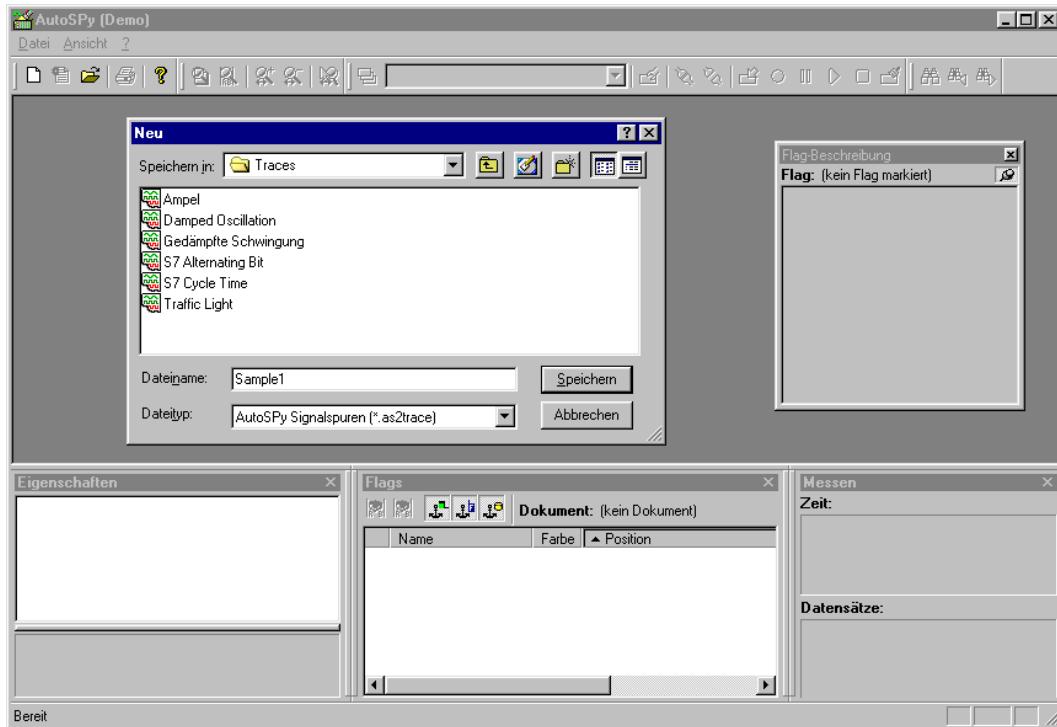 AutoSPy (Demo)
Datei Ansicht ?
Neu
Speichern in: Traces
Ampel
Damped Oscillation
Gedämpfte Schwingung
S7 Alternating Bit
S7 Cycle Time
Traffic Light
Dateiname: Sample1 Speichern
Dateityp: AutoSPy Signalspuren (*.as2trace) Abbrechen
Flag-Beschreibung
Flag: (kein Flag markiert)
Eigenschaften
Flags
Dokument: (kein Dokument)
Name Farbe Position
Messen
Zeit:
Datensätze:
Bereit